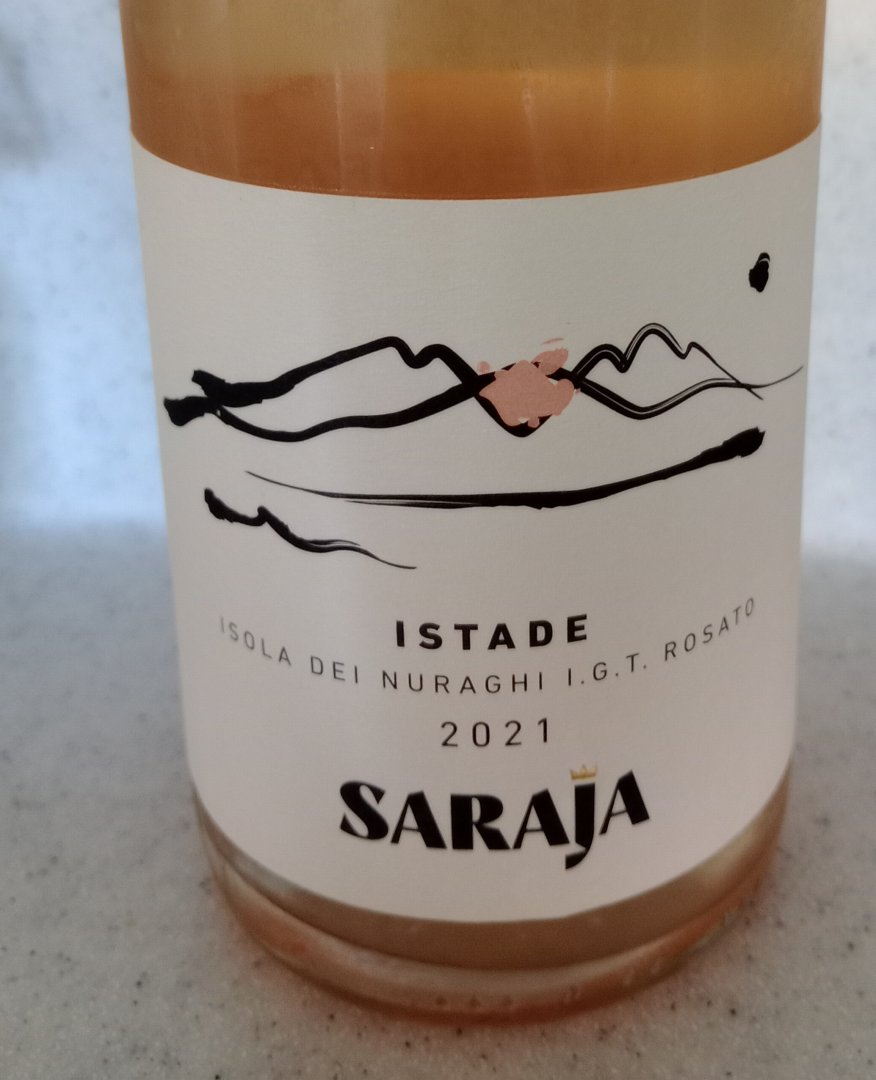 ISTADE
ISOLA DEI NURAGHI I.G.T. ROSATO
2021
SARAJA